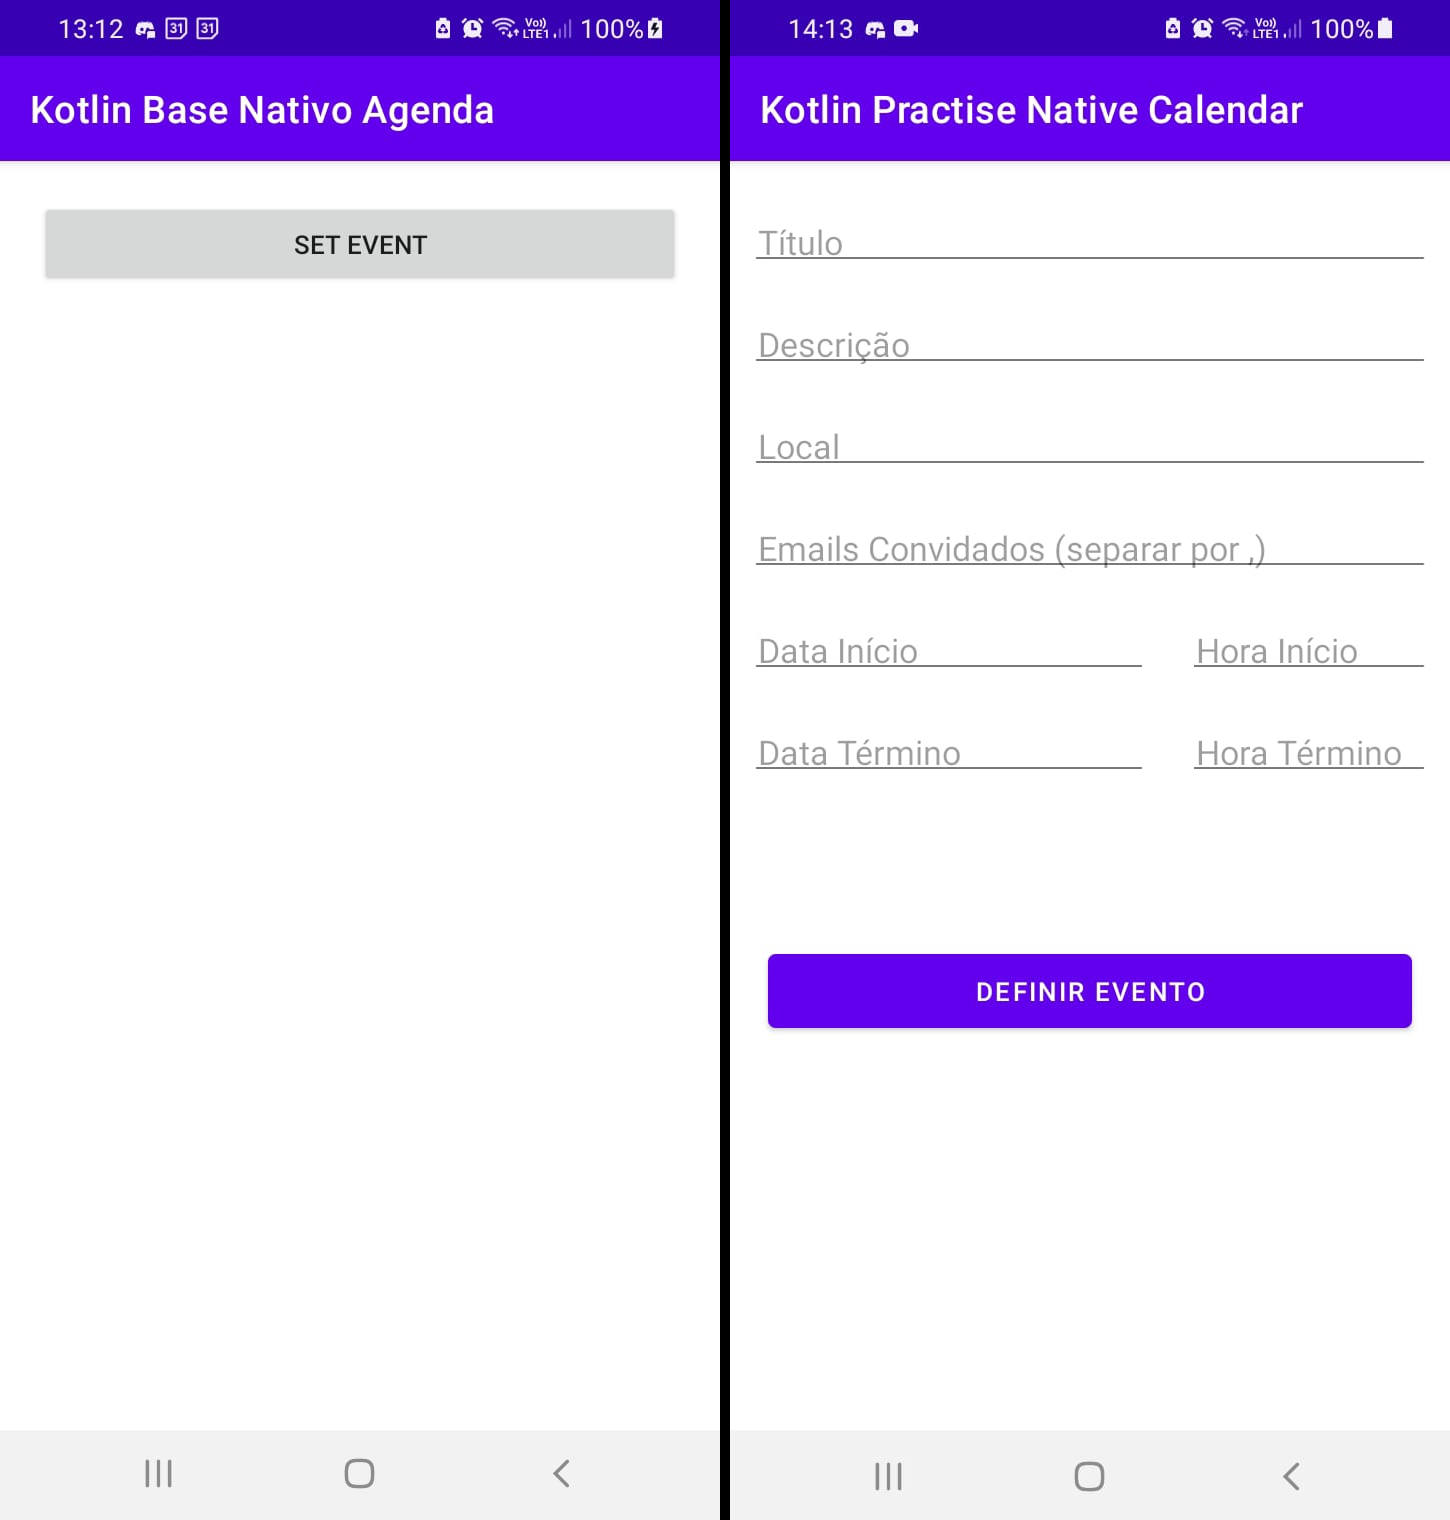 13:12 31 31 Vo)) LTE1 100%
Kotlin Base Nativo Agenda
SET EVENT
14:13 Vo)) LTE1 100%
Kotlin Practise Native Calendar
Título
Descrição
Local
Emails Convidados (separar por ,)
Data Início Hora Início
Data Término Hora Término
DEFINIR EVENTO